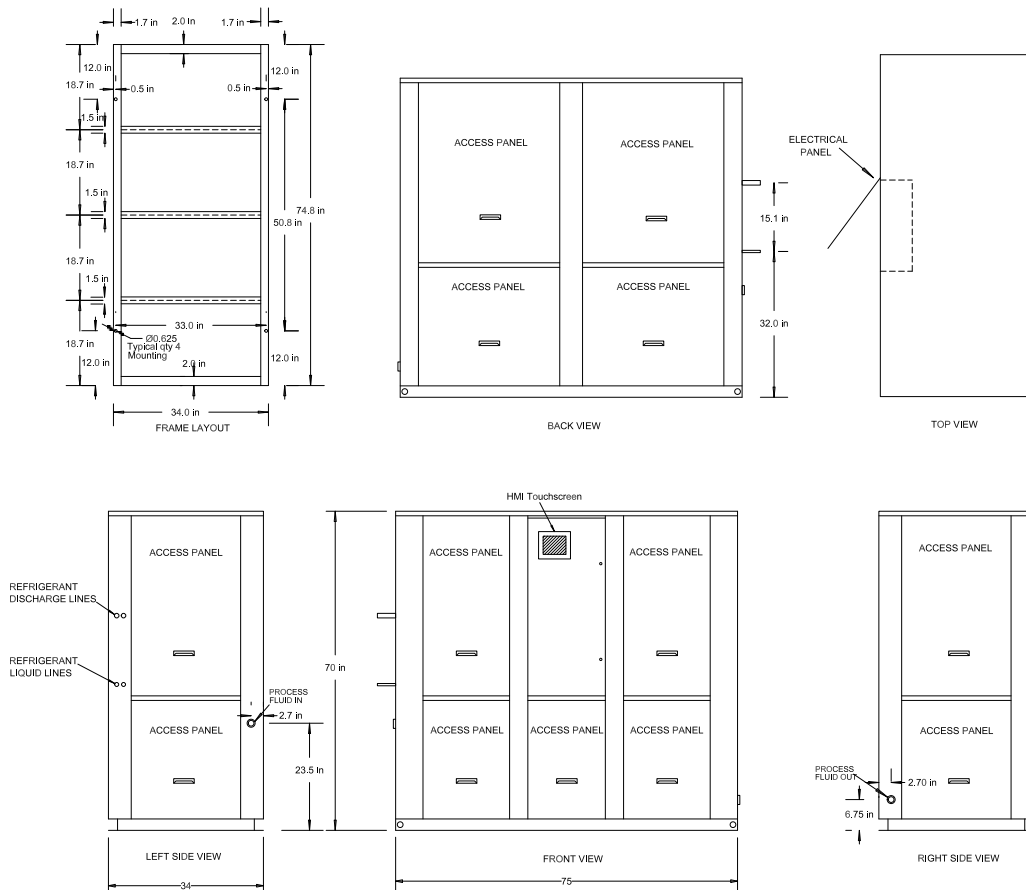 1.7 in
2.0 in
1.7 in
12.0 in
12.0 in
18.7 in
0.5 in
0.5 in
1.5 in
18.7 in
1.5 in
74.8 in
50.8 in
18.7 in
1.5 in
33.0 in
Ø0.625
Typical qty 4
Mounting
18.7 in
12.0 in
2.0 in
12.0 in
34.0 in
FRAME LAYOUT
ACCESS PANEL
ACCESS PANEL
ACCESS PANEL
ACCESS PANEL
15.1 in
32.0 in
BACK VIEW
ELECTRICAL
PANEL
TOP VIEW
REFRIGERANT
DISCHARGE LINES
REFRIGERANT
LIQUID LINES
ACCESS PANEL
ACCESS PANEL
PROCESS
FLUID IN
2.7 in
23.5 in
LEFT SIDE VIEW
34
HMI Touchscreen
70 in
ACCESS PANEL
ACCESS PANEL
ACCESS PANEL
ACCESS PANEL
ACCESS PANEL
FRONT VIEW
75
ACCESS PANEL
ACCESS PANEL
PROCESS
FLUID OUT
2.70 in
6.75 in
RIGHT SIDE VIEW